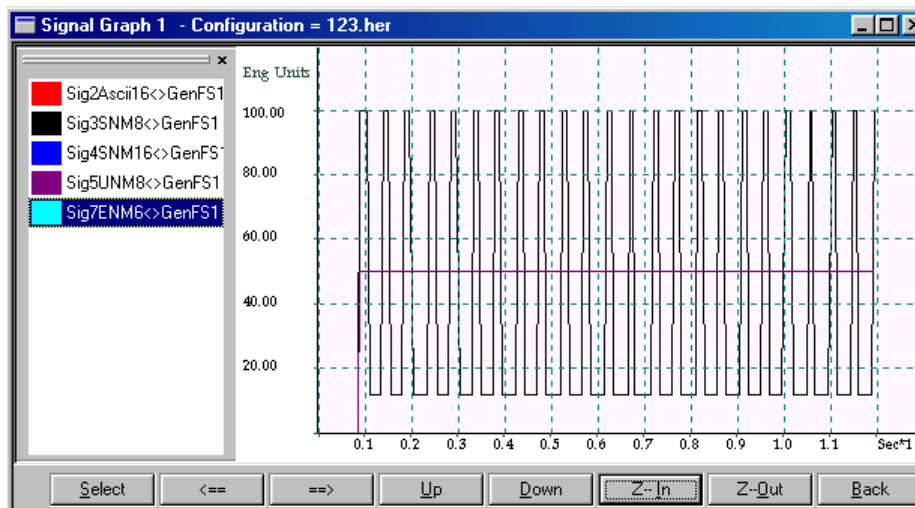 Signal Graph 1 - Configuration = 123.her
Sig2Ascii16<>GenFS1
Sig3SNM8<>GenFS1
Sig4SNM16<>GenFS1
Sig5UNM8<>GenFS1
Sig7ENM6<>GenFS1
Eng Units
100.00
80.00
60.00
40.00
20.00
0.1 0.2 0.3 0.4 0.5 0.6 0.7 0.8 0.9 1.0 1.1 Sec*1
Select <== ==> Up Down Z--In Z--Out Back